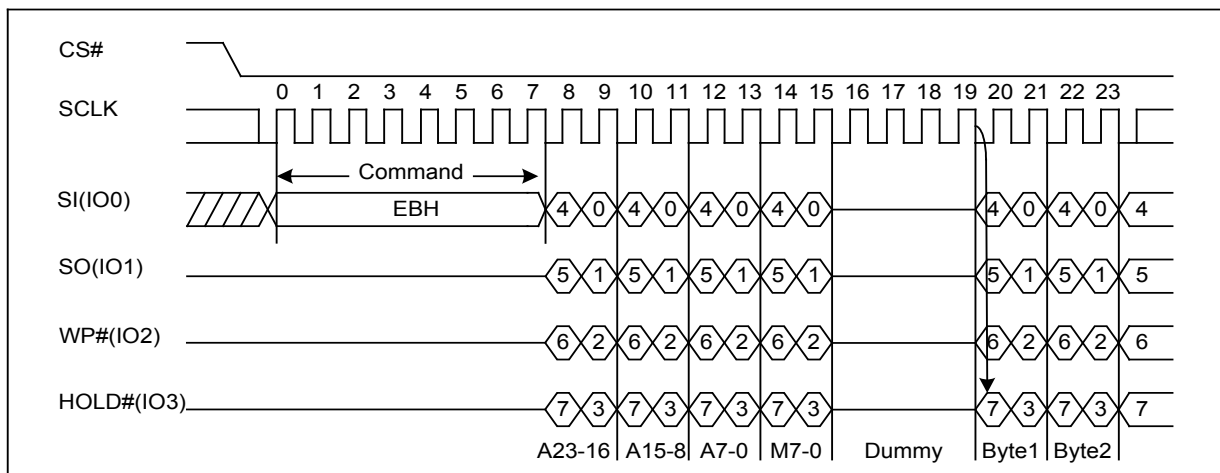 CS#
0 1 2 3 4 5 6 7 8 9 10 11 12 13 14 15 16 17 18 19 20 21 22 23
SCLK
Command
SI(IO0) EBH 4 0 4 0 4 0 4 0 4 0 4 0 4
SO(IO1) 5 1 5 1 5 1 5 1 5 1 5 1 5
WP#(IO2) 6 2 6 2 6 2 6 2 6 2 6 2 6
HOLD#(IO3) 7 3 7 3 7 3 7 3 7 3 7 3 7
A23-16 A15-8 A7-0 M7-0 Dummy Byte1 Byte2